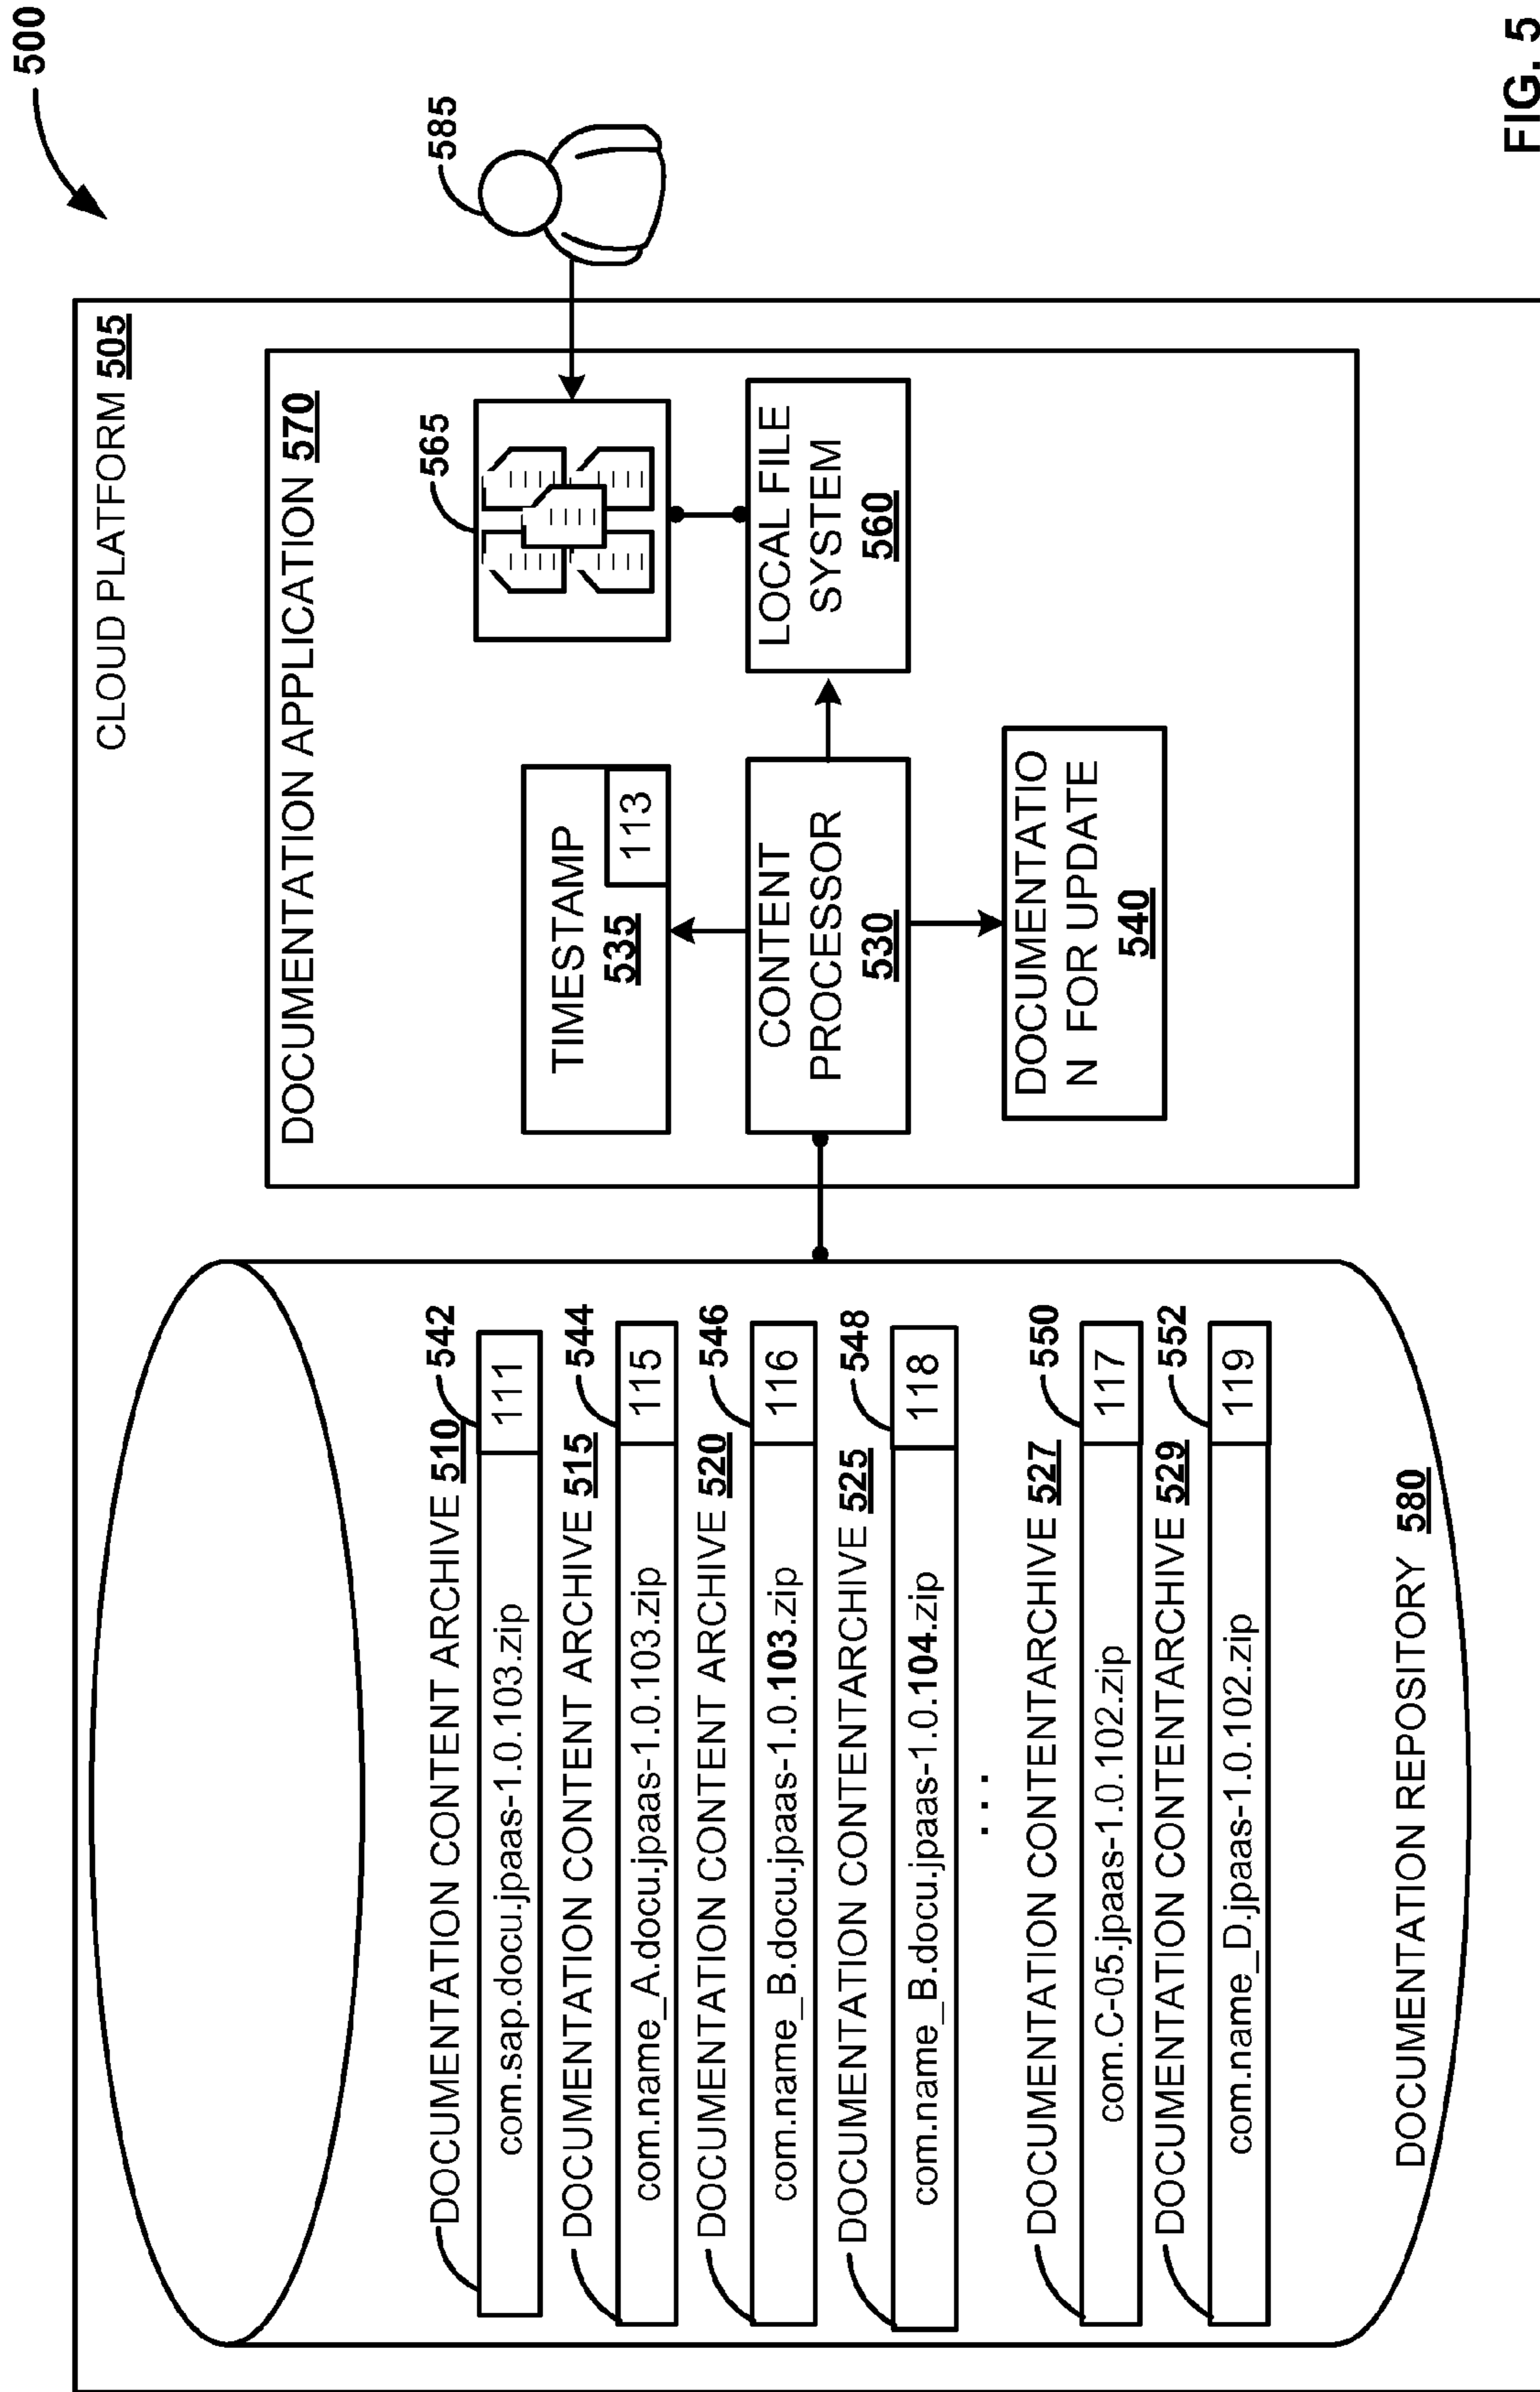 500
CLOUD PLATFORM 505
DOCUMENTATION APPLICATION 570
585
565
TIMESTAMP
535
113
CONTENT
PROCESSOR
530
LOCAL FILE
SYSTEM
560
DOCUMENTATIO
N FOR UPDATE
540
DOCUMENTATION CONTENT ARCHIVE 510
542
com.sap.docu.jpaas-1.0.103.zip
111
DOCUMENTATION CONTENT ARCHIVE 515
544
com.name_A.docu.jpaas-1.0.103.zip
115
DOCUMENTATION CONTENT ARCHIVE 520
546
com.name_B.docu.jpaas-1.0.103.zip
116
DOCUMENTATION CONTENTARCHIVE 525
548
com.name_B.docu.jpaas-1.0.104.zip
118
. . .
DOCUMENTATION CONTENTARCHIVE 527
550
com.C-05.jpaas-1.0.102.zip
117
DOCUMENTATION CONTENTARCHIVE 529
552
com.name_D.jpaas-1.0.102.zip
119
DOCUMENTATION REPOSITORY 580
FIG. 5